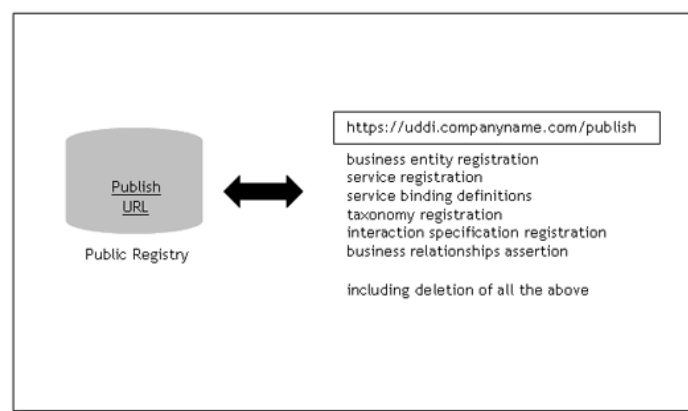 https://uddi.companyname.com/publish
business entity registration
service registration
service binding definitions
taxonomy registration
interaction specification registration
business relationships assertion
including deletion of all the above
Publish
URL
Public Registry